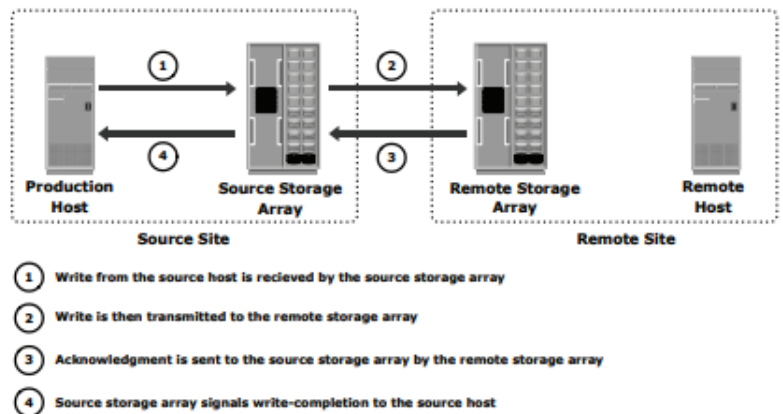 1
2
4
3
Production
Host
Source Storage
Array
Remote Storage
Array
Remote
Host
Source Site
Remote Site
1 Write from the source host is recieved by the source storage array
2 Write is then transmitted to the remote storage array
3 Acknowledgment is sent to the source storage array by the remote storage array
4 Source storage array signals write-completion to the source host